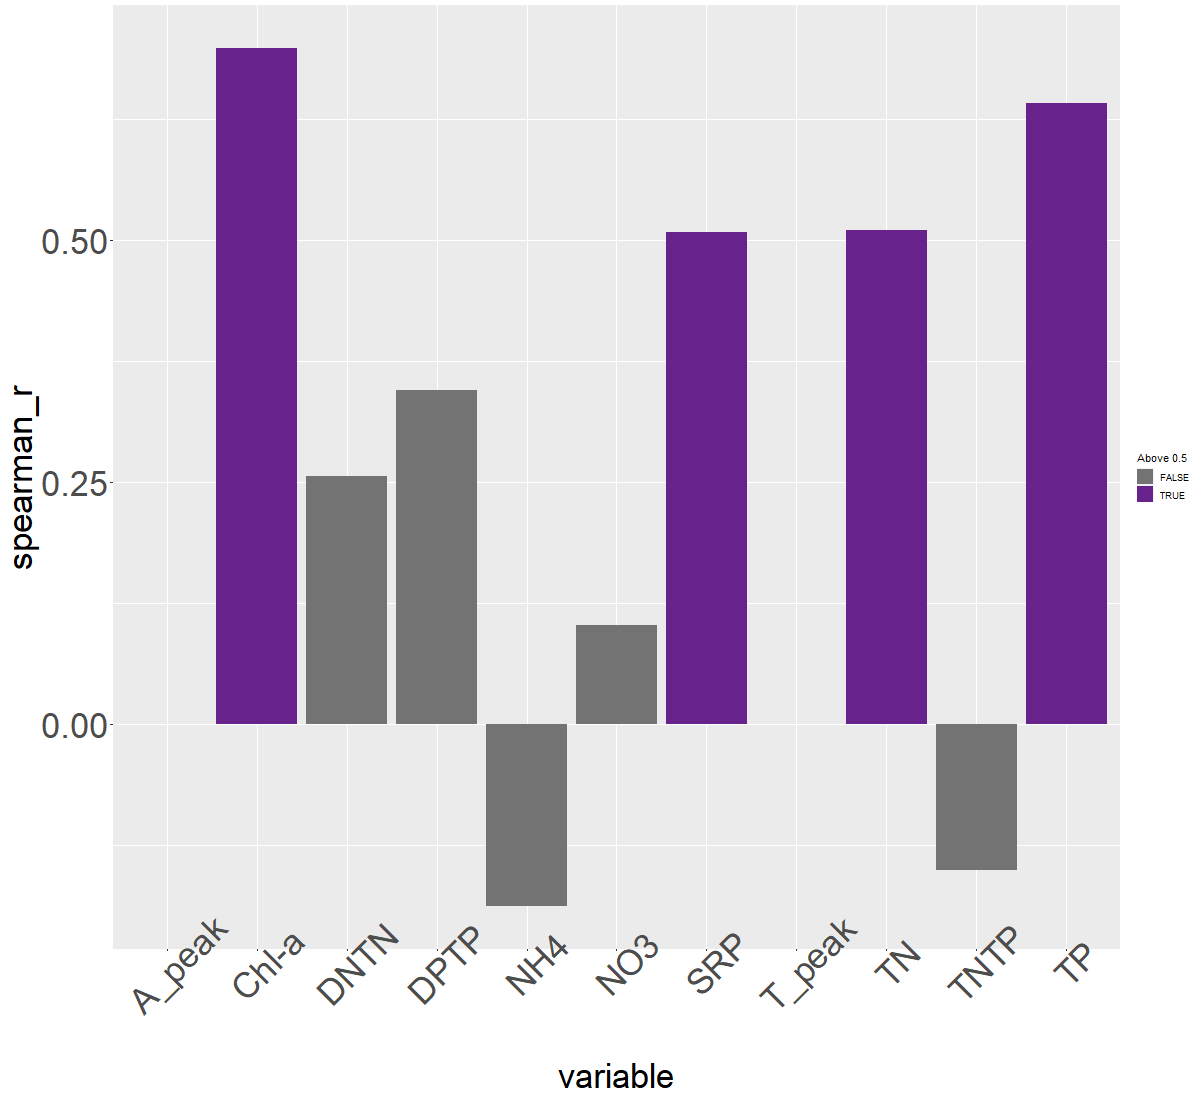 spearman_r
0.50
0.25
0.00
A_peak
Chl-a
DNTN
DPTP
NH4
NO3
SRP
T_peak
TN
TNTP
TP
variable
Above 0.5
FALSE
TRUE